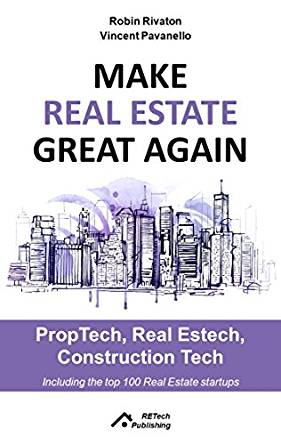 Robin Rivaton
Vincent Pavanello
MAKE
REAL ESTATE
GREAT AGAIN
PropTech, Real Estech,
Construction Tech
Including the top 100 Real Estate startups
RETech
Publishing